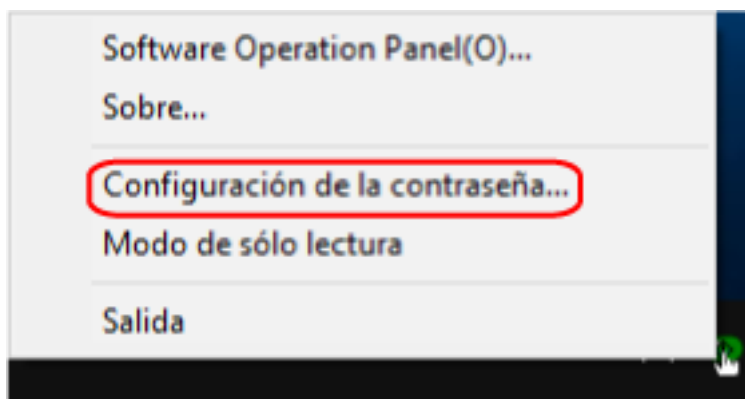 Software Operation Panel(O)...
Sobre...
Configuración de la contraseña...
Modo de sólo lectura
Salida